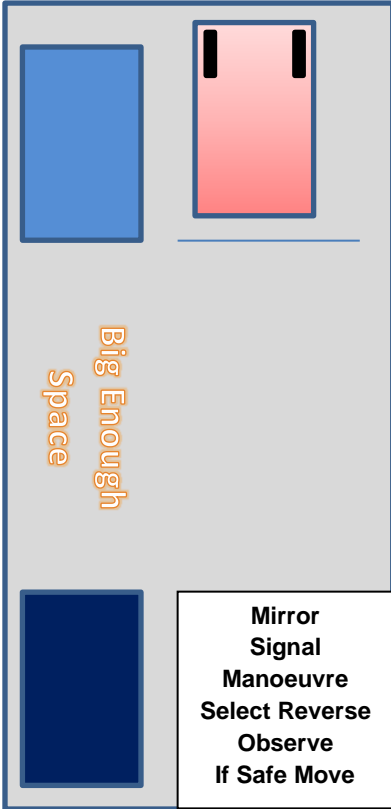 Big Enough
Space
Mirror
Signal
Manoeuvre
Select Reverse
Observe
If Safe Move